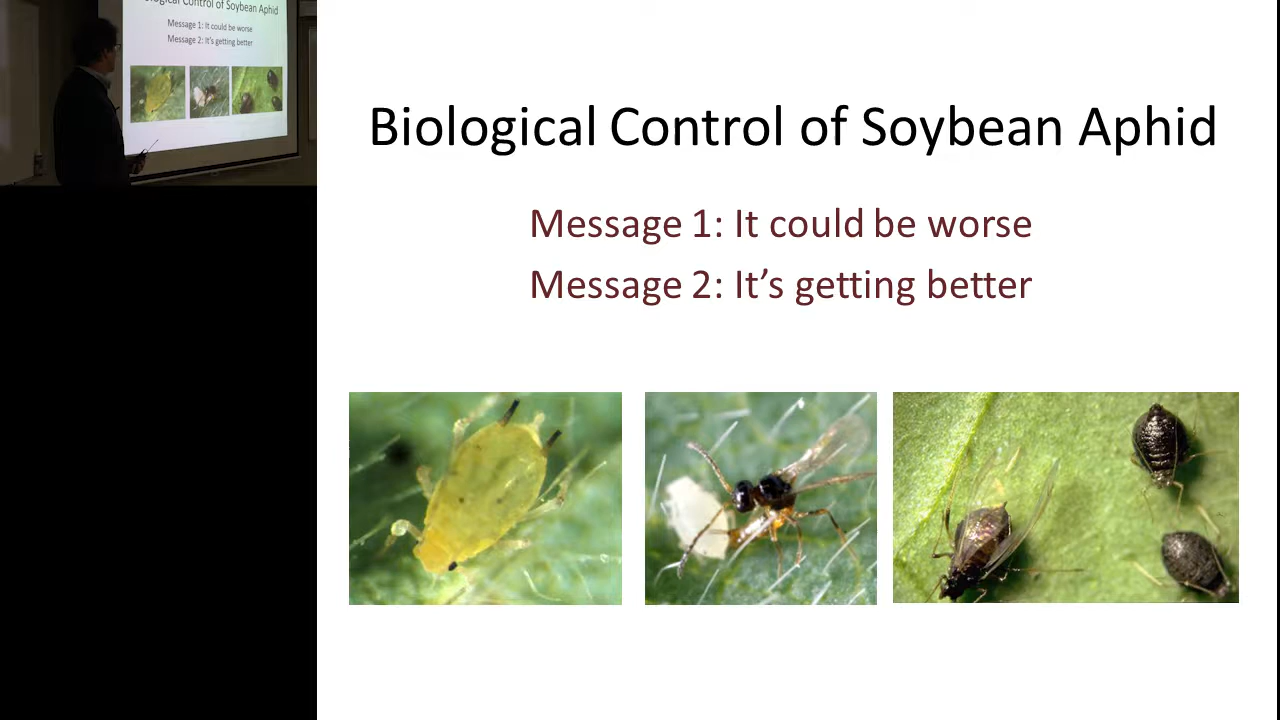 ological Control of Soybean Aphid
Message 1: It could be worse
Message 2: It's getting better
Biological Control of Soybean Aphid
Message 1: It could be worse
Message 2: It’s getting better